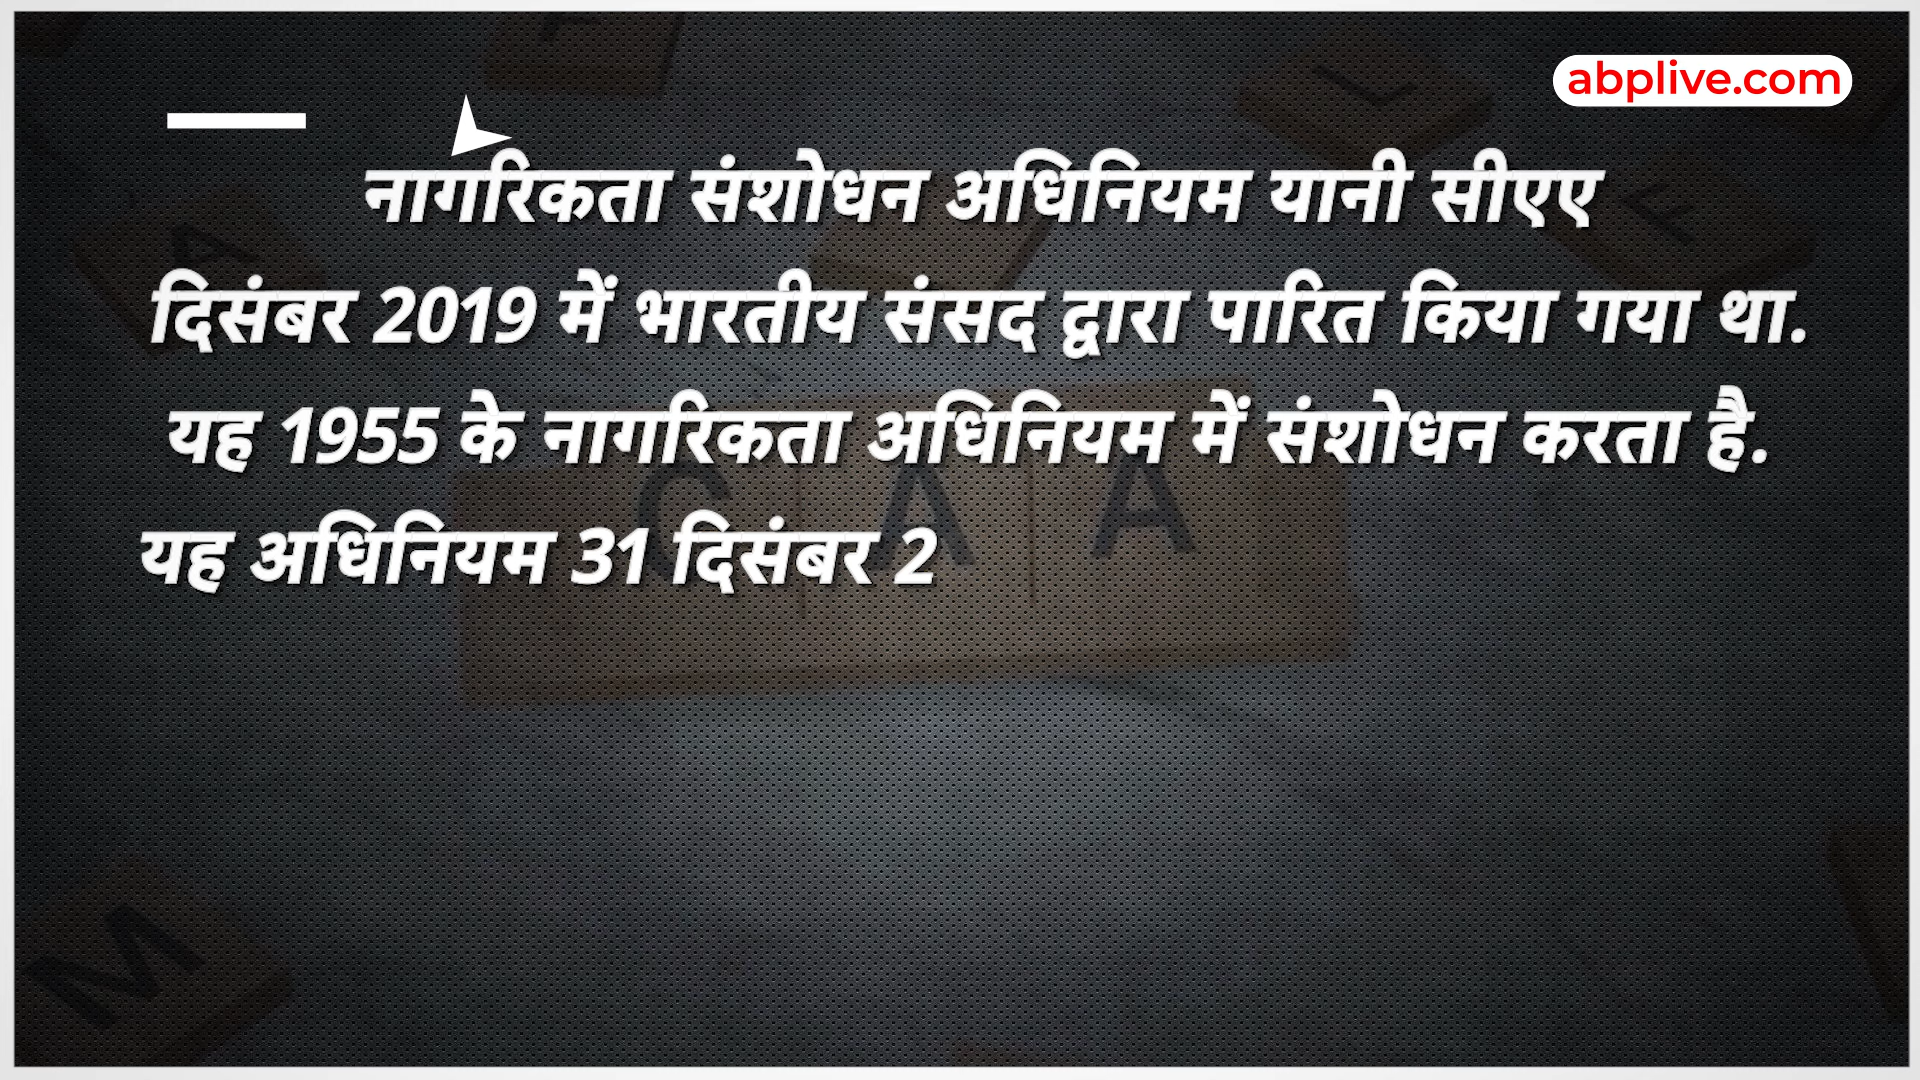 abplive.com
नागरिकता संशोधन अधिनियम यानी सीएए
दिसंबर 2019 में भारतीय संसद द्वारा पारित किया गया था.
यह 1955 के नागरिकता अधिनियम में संशोधन करता है.
यह अधिनियम 31 दिसंबर 2
C A A
A
M